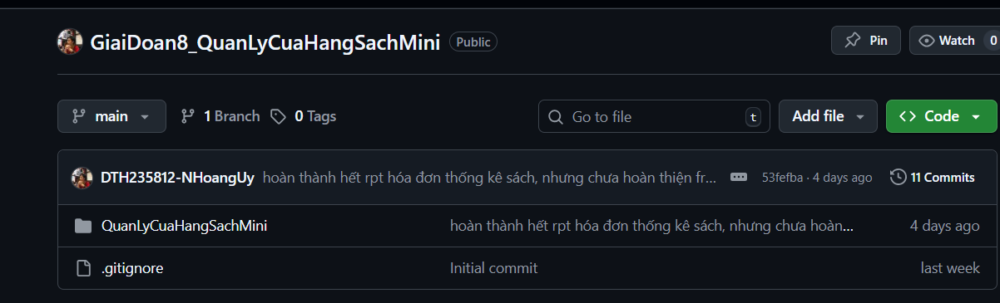 GiaiDoan8_QuanLyCuaHangSachMini Public Pin Watch 0
main 1 Branch 0 Tags Go to file t Add file Code
DTH235812-NHoangUy hoàn thành hết rpt hóa đơn thống kê sách, nhưng chưa hoàn thiện fr... 53fefba · 4 days ago 11 Commits
QuanLyCuaHangSachMini hoàn thành hết rpt hóa đơn thống kê sách, nhưng chưa hoàn... 4 days ago
.gitignore Initial commit last week